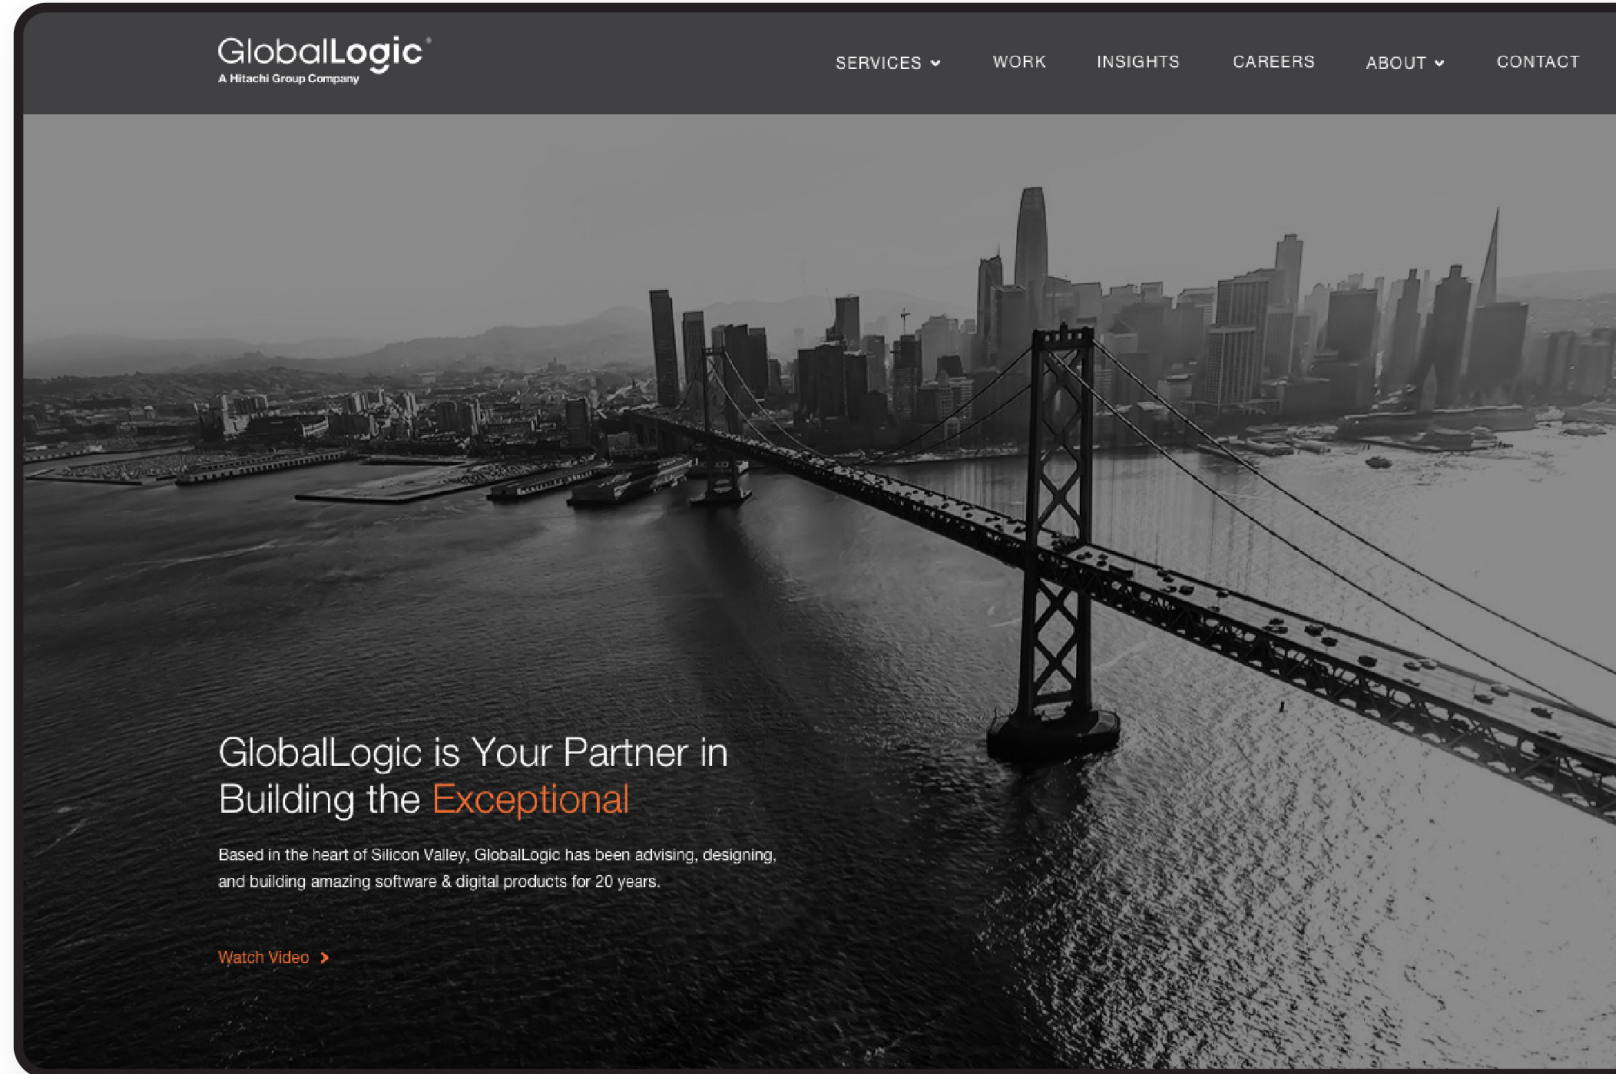 GlobalLogic®
A Hitachi Group Company
SERVICES WORK INSIGHTS CAREERS ABOUT CONTACT
GlobalLogic is Your Partner in
Building the Exceptional
Based in the heart of Silicon Valley, GlobalLogic has been advising, designing,
and building amazing software & digital products for 20 years.
Watch Video